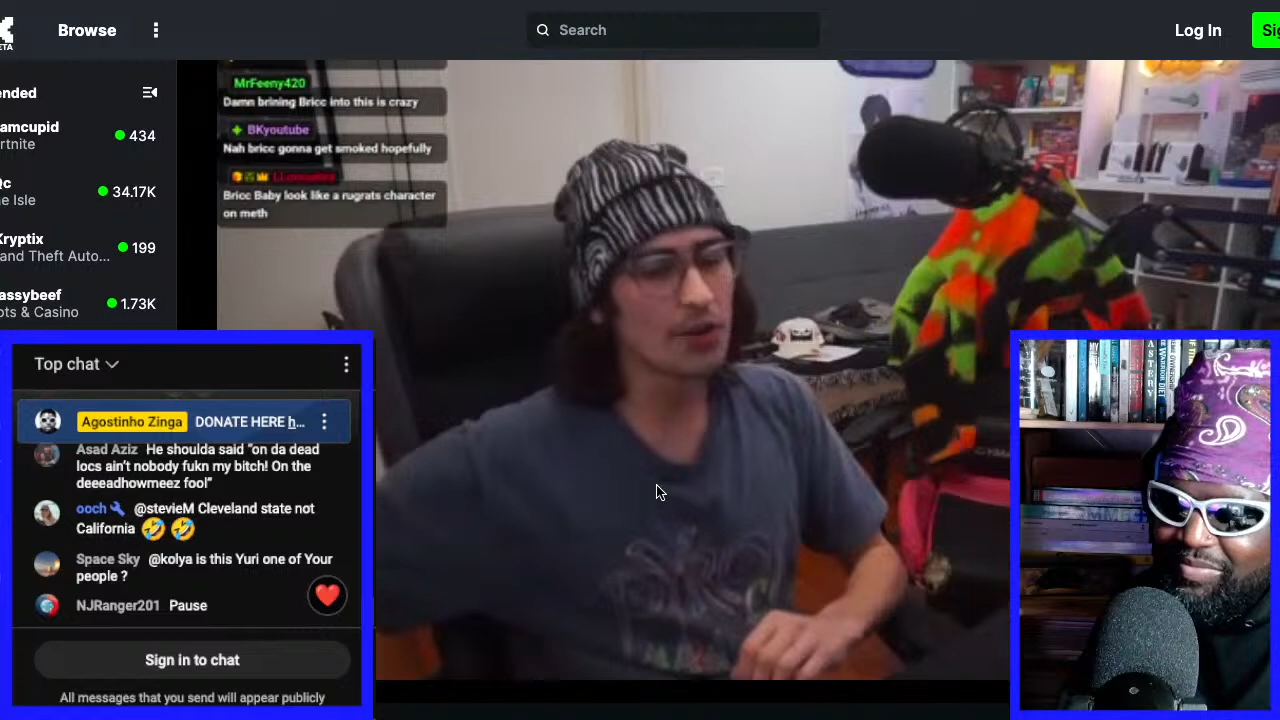 ETA
Browse
Search
Log In
Si
ended
amcupid
434
rtnite
Qc
34.17K
e Isle
Kryptix
199
and Theft Auto...
assybeef
1.73K
ots & Casino
MrFeeny420
Damn brining Bricc into this is crazy
BKyoutube
Nah bricc gonna get smoked hopefully
Bricc Baby look like a rugrats character
on meth
Top chat
Agostinho Zinga DONATE HERE h...
Asad Aziz He shoulda said “on da dead
locs ain’t nobody fukn my bitch! On the
deeeadhowmeez fool”
ooch @stevieM Cleveland state not
California
Space Sky @kolya is this Yuri one of Your
people ?
NJRanger201 Pause
Sign in to chat
All messages that you send will appear publicly